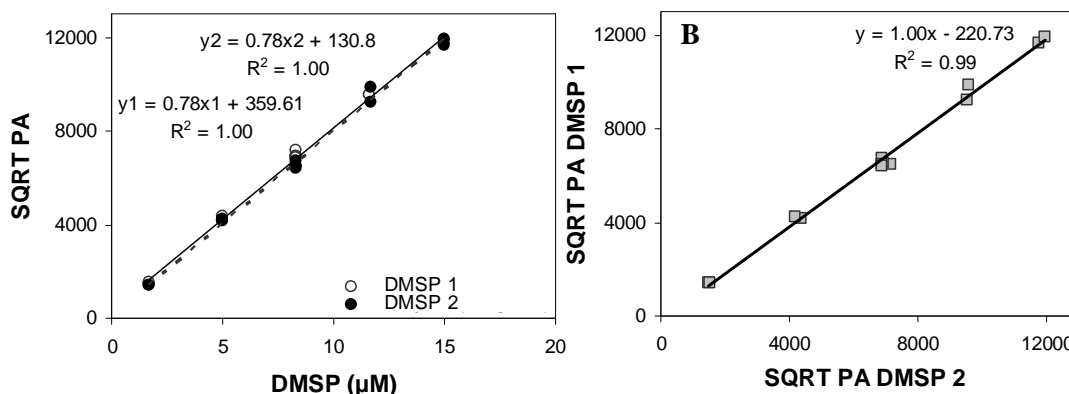 SQRT PA
12000
8000
4000
0
y2 = 0.78x2 + 130.8
R² = 1.00
y1 = 0.78x1 + 359.61
R² = 1.00
DMSP 1
DMSP 2
0 5 10 15 20
DMSP (µM)
B
SQRT PA DMSP 1
12000
8000
4000
0
y = 1.00x - 220.73
R² = 0.99
0 4000 8000 12000
SQRT PA DMSP 2